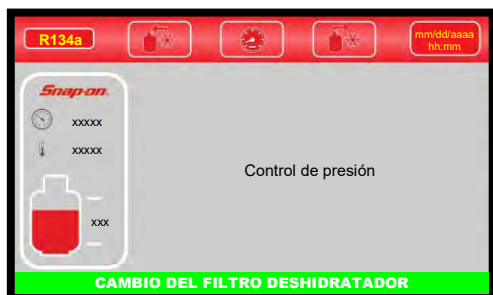 R134a
mm/dd/aaaa
hh:mm
Snap-on
xxxxx
xxxxx
xxx
Control de presión
CAMBIO DEL FILTRO DESHIDRATADOR